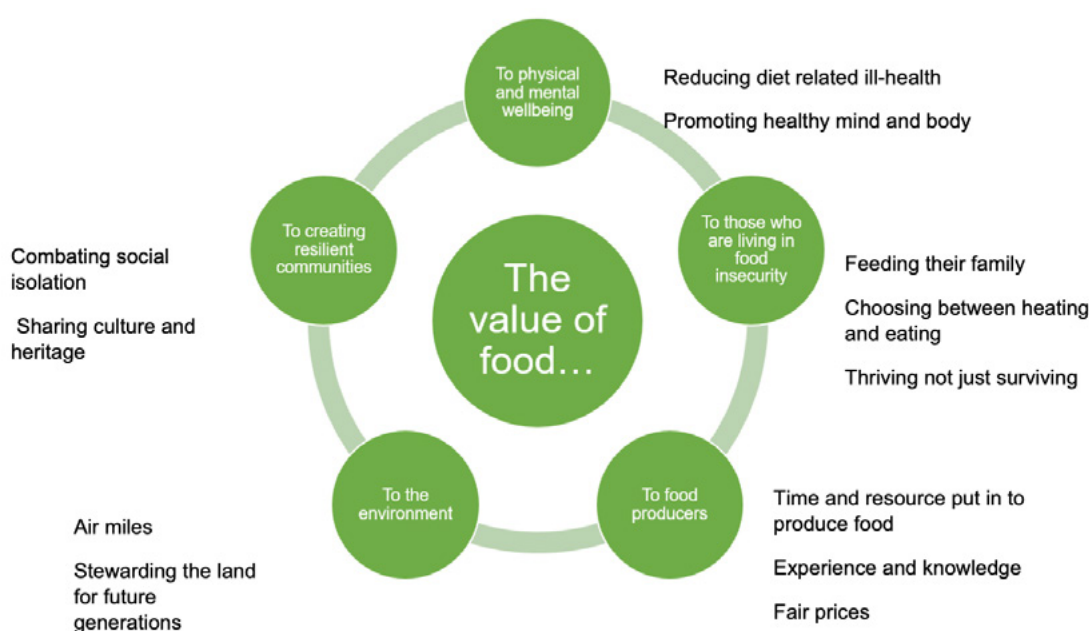 To physical
and mental
wellbeing
Reducing diet related ill-health
Promoting healthy mind and body
To those who
are living in
food
insecurity
Feeding their family
Choosing between heating
and eating
Thriving not just surviving
To food
producers
Time and resource put in to
produce food
Experience and knowledge
Fair prices
To the
environment
Air miles
Stewarding the land
for future
generations
To creating
resilient
communities
Combating social
isolation
Sharing culture and
heritage
The
value of
food…